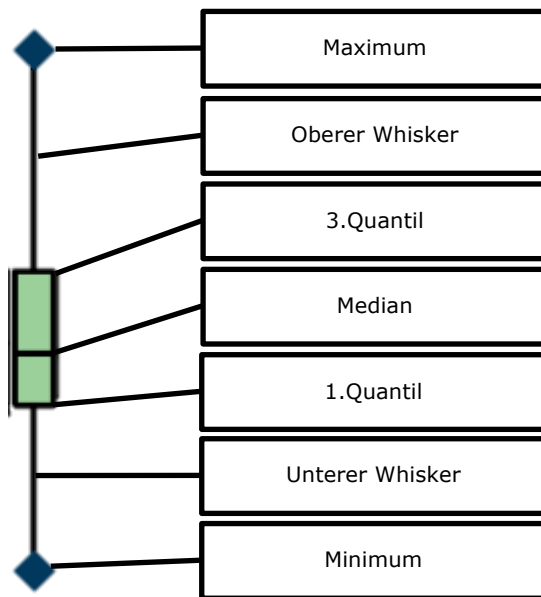 Maximum
Oberer Whisker
3.Quantil
Median
1.Quantil
Unterer Whisker
Minimum